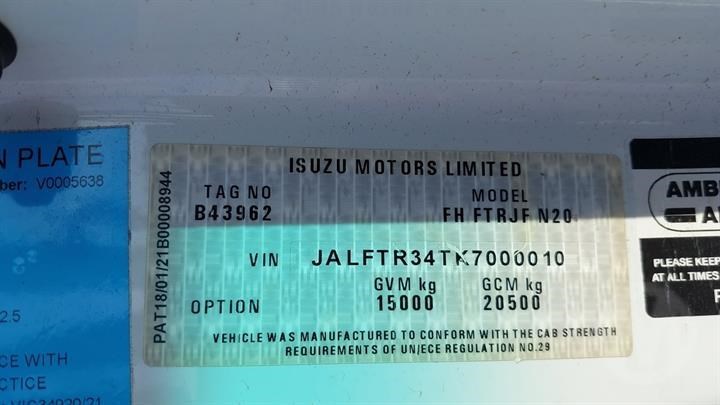 N PLATE
ber: V0005638
2.5
CE WITH
CTICE
PAT18/01/21B00008944
ISUZU MOTORS LIMITED
TAG NO MODEL
B43962 FH FTRJF N20
VIN JALFTR34TK7000010
GVM kg GCM kg
OPTION 15000 20500
VEHICLE WAS MANUFACTURED TO CONFORM WITH THE CAB STRENGTH
REQUIREMENTS OF UN/ECE REGULATION NO.29
AMB
A
PLEASE KEEP
AT ALL TIMES